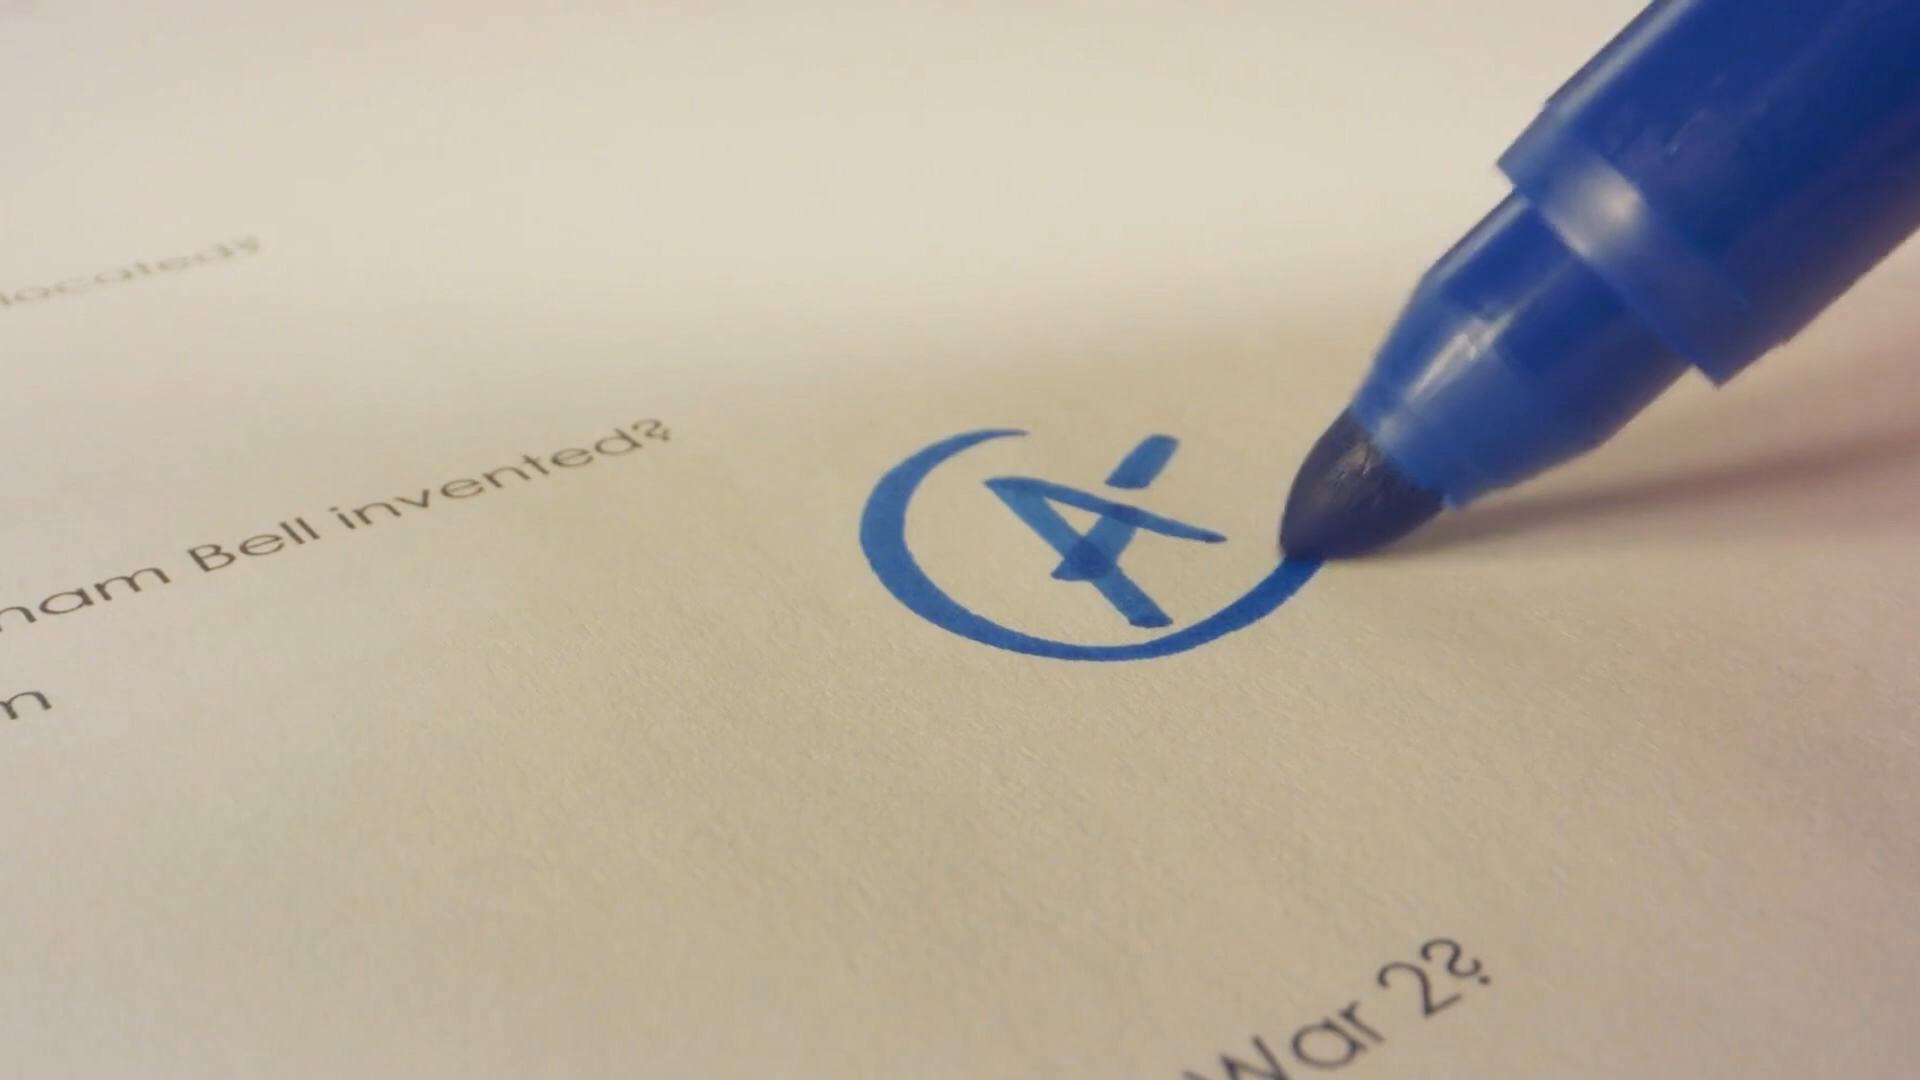 located?
ham Bell invented?
n
A-
War 2?